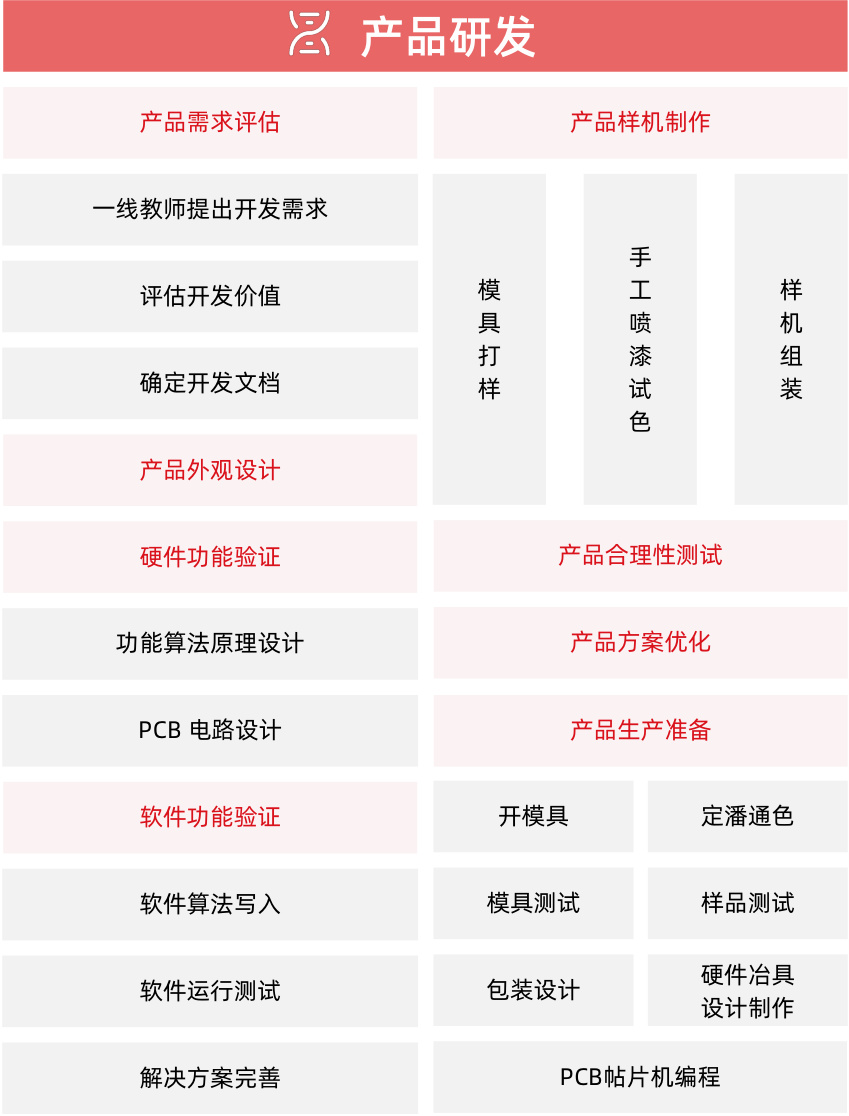 产品研发
产品需求评估
一线教师提出开发需求
评估开发价值
确定开发文档
产品外观设计
硬件功能验证
功能算法原理设计
PCB 电路设计
软件功能验证
软件算法写入
软件运行测试
解决方案完善
产品样机制作
模具打样
手工喷漆试色
样机组装
产品合理性测试
产品方案优化
产品生产准备
开模具
定潘通色
模具测试
样品测试
包装设计
硬件冶具
设计制作
PCB帖片机编程